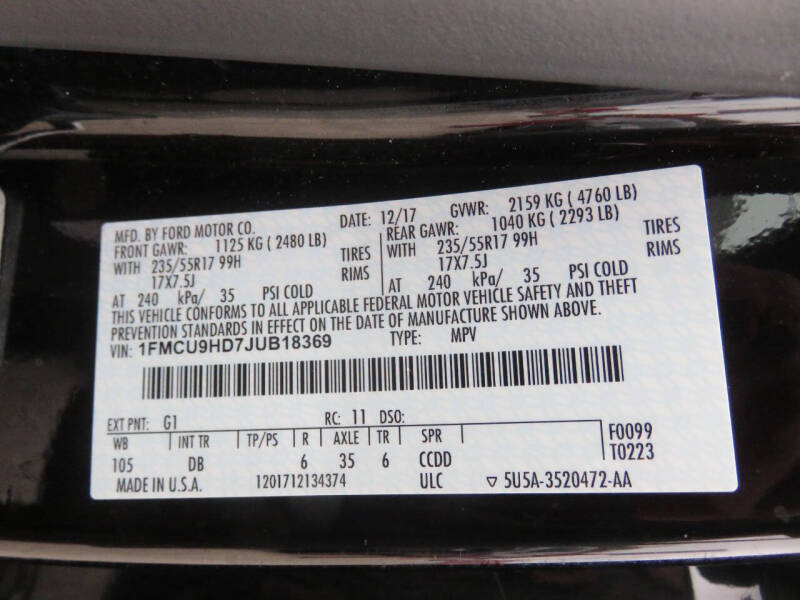 MFD. BY FORD MOTOR CO. DATE: 12/17 GVWR: 2159 KG ( 4760 LB)
FRONT GAWR: 1125 KG ( 2480 LB) REAR GAWR: 1040 KG ( 2293 LB)
WITH 235/55R17 99H TIRES WITH 235/55R17 99H TIRES
17X7.5J RIMS 17X7.5J RIMS
AT 240 kPa/ 35 PSI COLD AT 240 kPa/ 35 PSI COLD
THIS VEHICLE CONFORMS TO ALL APPLICABLE FEDERAL MOTOR VEHICLE SAFETY AND THEFT
PREVENTION STANDARDS IN EFFECT ON THE DATE OF MANUFACTURE SHOWN ABOVE.
VIN: 1FMCU9HD7JUB18369 TYPE: MPV
EXT PNT: G1 RC: 11 DSO:
WB INT TR TP/PS R AXLE TR SPR F0099
105 DB 6 35 6 CCDD T0223
MADE IN U.S.A. 1201712134374 ULC ▽ 5U5A-3520472-AA